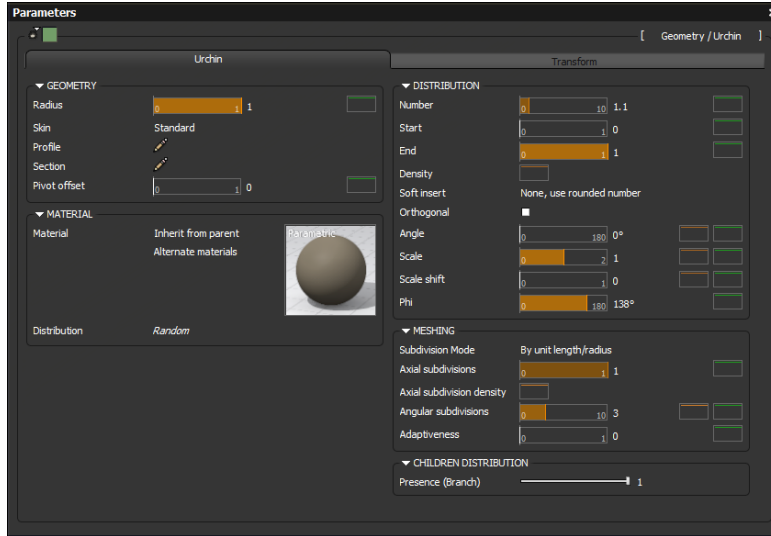 Parameters
[ Geometry / Urchin ]
Urchin
Transform
GEOMETRY
Radius 0 1 1
Skin Standard
Profile
Section
Pivot offset 0 1 0
MATERIAL
Material Inherit from parent Parametric
Alternate materials
Distribution Random
DISTRIBUTION
Number 0 10 1.1
Start 0 1 0
End 0 1 1
Density
Soft insert None, use rounded number
Orthogonal
Angle 0 180 0°
Scale 0 2 1
Scale shift 0 1 0
Phi 0 180 138°
MESHING
Subdivision Mode By unit length/radius
Axial subdivisions 0 1 1
Axial subdivision density
Angular subdivisions 0 10 3
Adaptiveness 0 1 0
CHILDREN DISTRIBUTION
Presence (Branch) 1